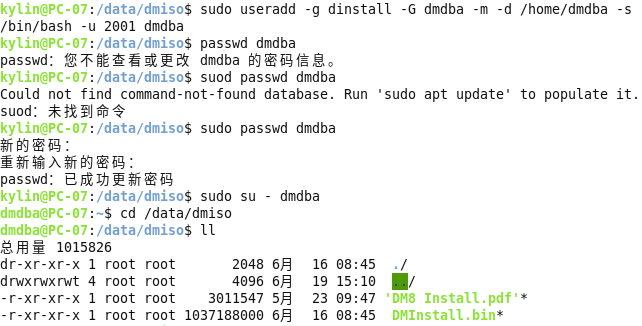 kylin@PC-07:/data/dmiso$ sudo useradd -g dinstall -G dmdba -m -d /home/dmdba -s
/bin/bash -u 2001 dmdba
kylin@PC-07:/data/dmiso$ passwd dmdba
passwd：您不能查看或更改 dmdba 的密码信息。
kylin@PC-07:/data/dmiso$ suod passwd dmdba
Could not find command-not-found database. Run 'sudo apt update' to populate it.
suod：未找到命令
kylin@PC-07:/data/dmiso$ sudo passwd dmdba
新的密码：
重新输入新的密码：
passwd：已成功更新密码
kylin@PC-07:/data/dmiso$ sudo su - dmdba
dmdba@PC-07:~$ cd /data/dmiso
dmdba@PC-07:/data/dmiso$ ll
总用量 1015826
dr-xr-xr-x 1 root root       2048 6月  16 08:45  ./
drwxrwxrwt 4 root root       4096 6月  19 15:10  ../
-r-xr-xr-x 1 root root    3011547 5月  23 09:47 'DM8 Install.pdf'*
-r-xr-xr-x 1 root root 1037188000 6月  16 08:45  DMInstall.bin*